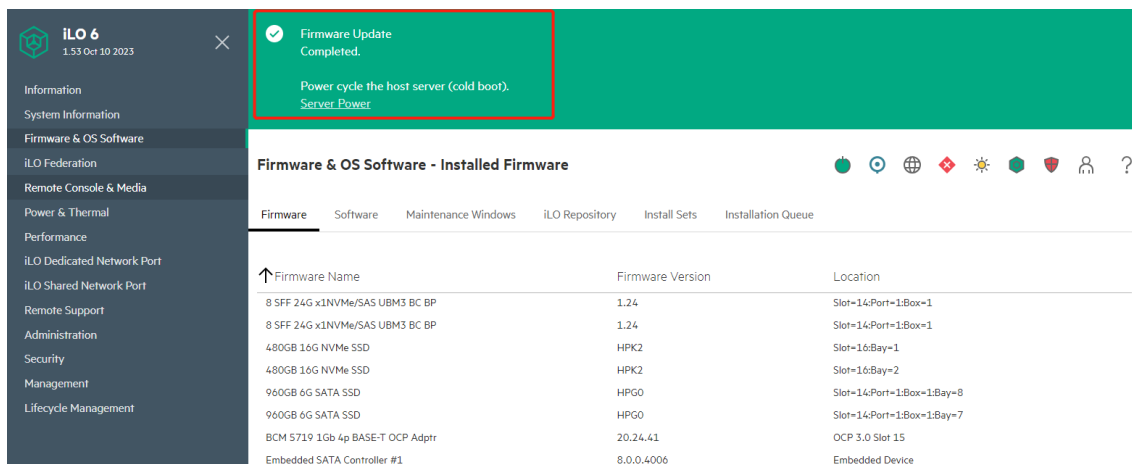 iLO 6
1.53 Oct 10 2023
Information
System Information
Firmware & OS Software
iLO Federation
Remote Console & Media
Power & Thermal
Performance
iLO Dedicated Network Port
iLO Shared Network Port
Remote Support
Administration
Security
Management
Lifecycle Management
Firmware Update
Completed.
Power cycle the host server (cold boot).
Server Power
Firmware & OS Software - Installed Firmware
?
Firmware Software Maintenance Windows iLO Repository Install Sets Installation Queue
Firmware Name Firmware Version Location
8 SFF 24G x1NVMe/SAS UBM3 BC BP 1.24 Slot=14:Port=1:Box=1
8 SFF 24G x1NVMe/SAS UBM3 BC BP 1.24 Slot=14:Port=1:Box=1
480GB 16G NVMe SSD HPK2 Slot=16:Bay=1
480GB 16G NVMe SSD HPK2 Slot=16:Bay=2
960GB 6G SATA SSD HPG0 Slot=14:Port=1:Box=1:Bay=8
960GB 6G SATA SSD HPG0 Slot=14:Port=1:Box=1:Bay=7
BCM 5719 1Gb 4p BASE-T OCP Adptr 20.24.41 OCP 3.0 Slot 15
Embedded SATA Controller #1 8.0.0.4006 Embedded Device